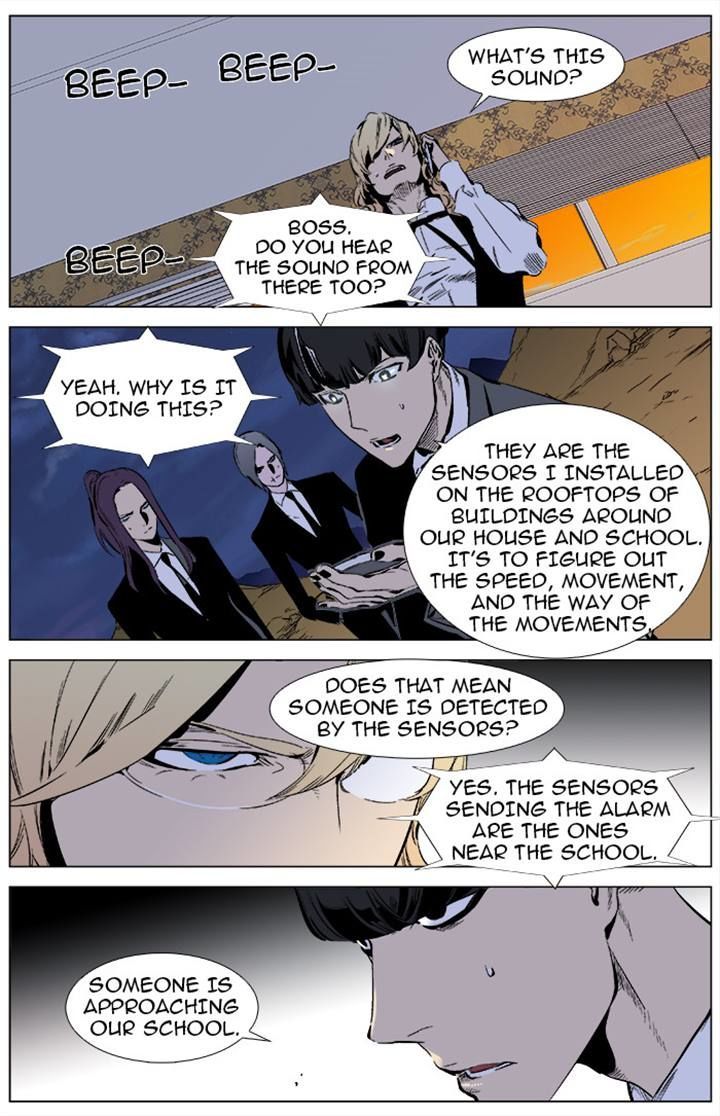 BEEP-
BEEP-
WHAT'S THIS
SOUND?
BEEP-
BOSS.
DO YOU HEAR
THE SOUND FROM
THERE TOO?
YEAH. WHY IS IT
DOING THIS?
THEY ARE THE
SENSORS I INSTALLED
ON THE ROOFTOPS OF
BUILDINGS AROUND
OUR HOUSE AND SCHOOL.
IT'S TO FIGURE OUT
THE SPEED, MOVEMENT,
AND THE WAY OF
THE MOVEMENTS.
DOES THAT MEAN
SOMEONE IS DETECTED
BY THE SENSORS?
YES. THE SENSORS
SENDING THE ALARM
ARE THE ONES
NEAR THE SCHOOL.
SOMEONE IS
APPROACHING
OUR SCHOOL.